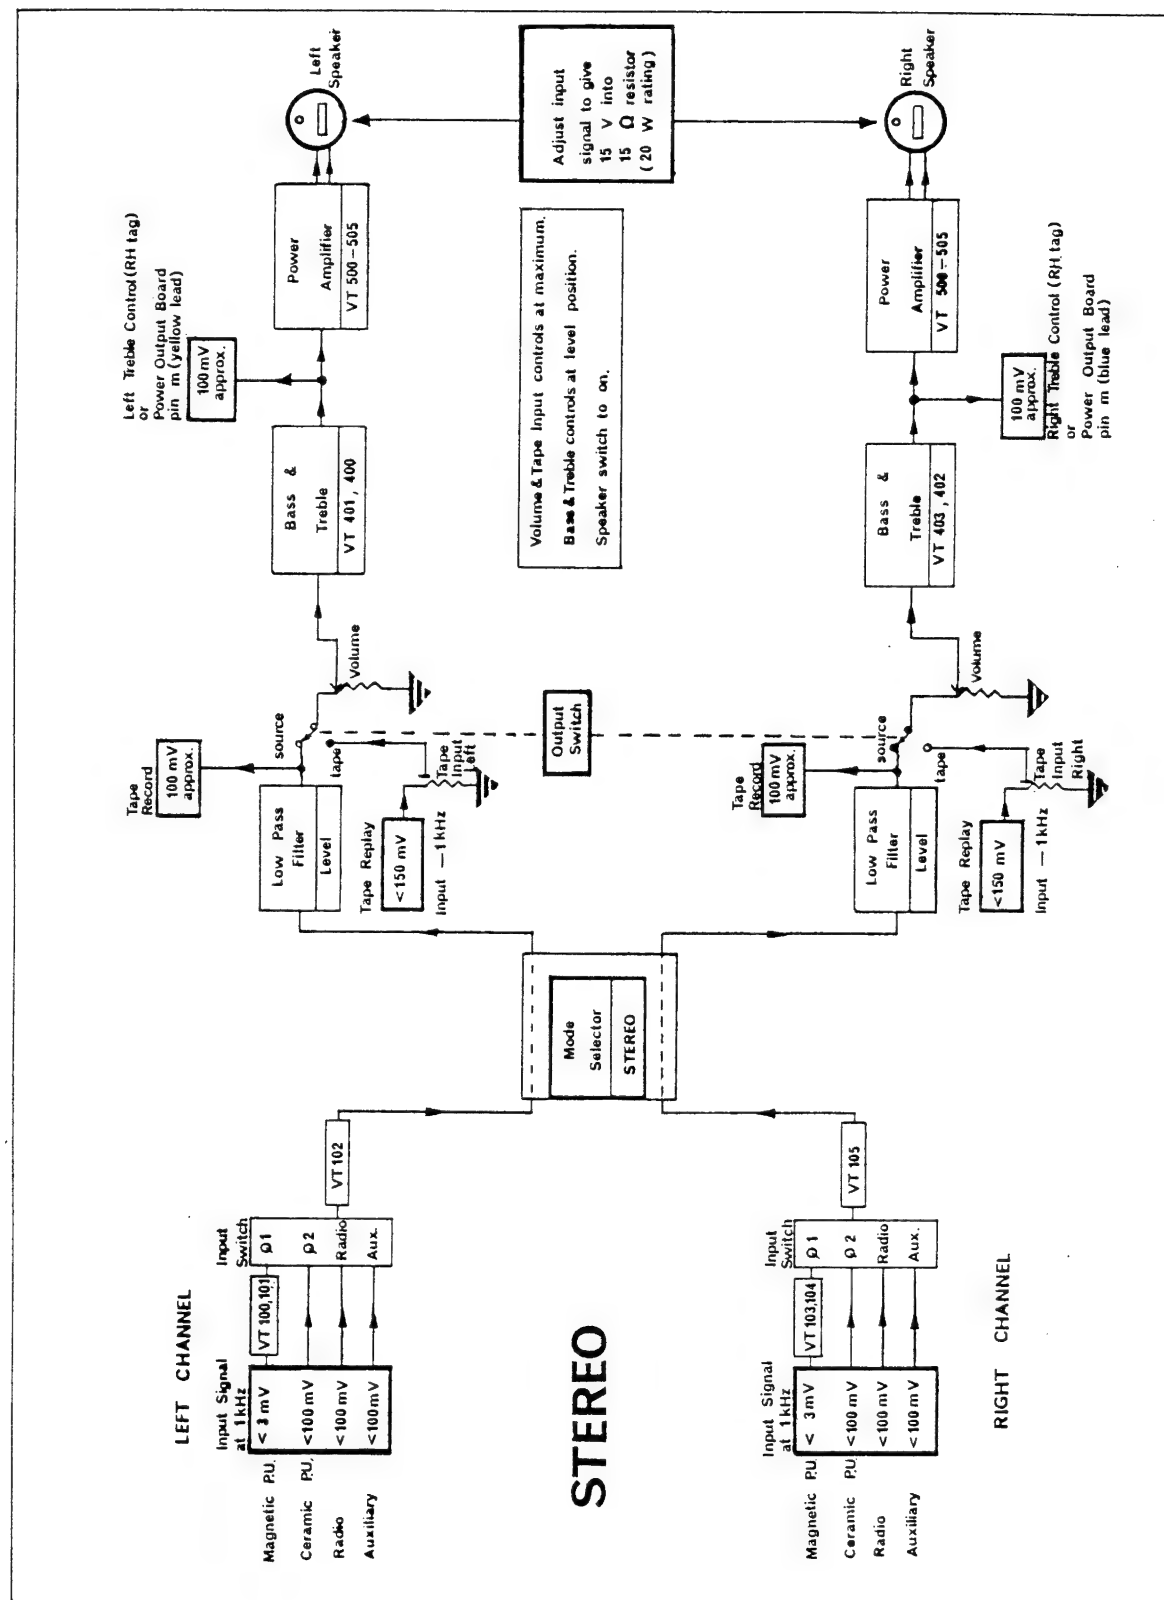 LEFT CHANNEL
Input Signal
at 1kHz
Magnetic P.U.
< 3 mV
Ceramic P.U.
<100 mV
Radio
<100 mV
Auxiliary
<100mV
VT 100,101
Input
Switch
Ø1
Ø2
Radio
Aux.
VT 102
Mode
Selector
STEREO
Low Pass
Filter
Level
Tape
Record
100 mV
approx.
source
tape
Tape Replay
<150 mV
Input — 1kHz
Tape
Input
Left
Volume
Bass &
Treble
VT 401, 400
Left Treble Control (RH tag)
or
Power Output Board
pin m (yellow lead)
100 mV
approx.
Power
Amplifier
VT 500-505
Left
Speaker
Output
Switch
Volume & Tape Input controls at maximum.
Bass & Treble controls at level position.
Speaker switch to on.
Adjust input
signal to give
15 V into
15 Ω resistor
(20 W rating)
STEREO
Input Signal
at 1kHz
Magnetic P.U.
< 3mV
Ceramic P.U.
<100 mV
Radio
<100 mV
Auxiliary
<100 mV
RIGHT CHANNEL
VT103,104
Input
Switch
Ø1
Ø2
Radio
Aux.
VT 105
Low Pass
Filter
Level
Tape
Record
100 mV
approx.
source
tape
Tape Replay
<150 mV
Input — 1kHz
Tape
Input
Right
Volume
Bass &
Treble
VT 403, 402
100 mV
approx.
Right Treble Control (RH tag)
or
Power Output Board
pin m (blue lead)
Power
Amplifier
VT 500-505
Right
Speaker